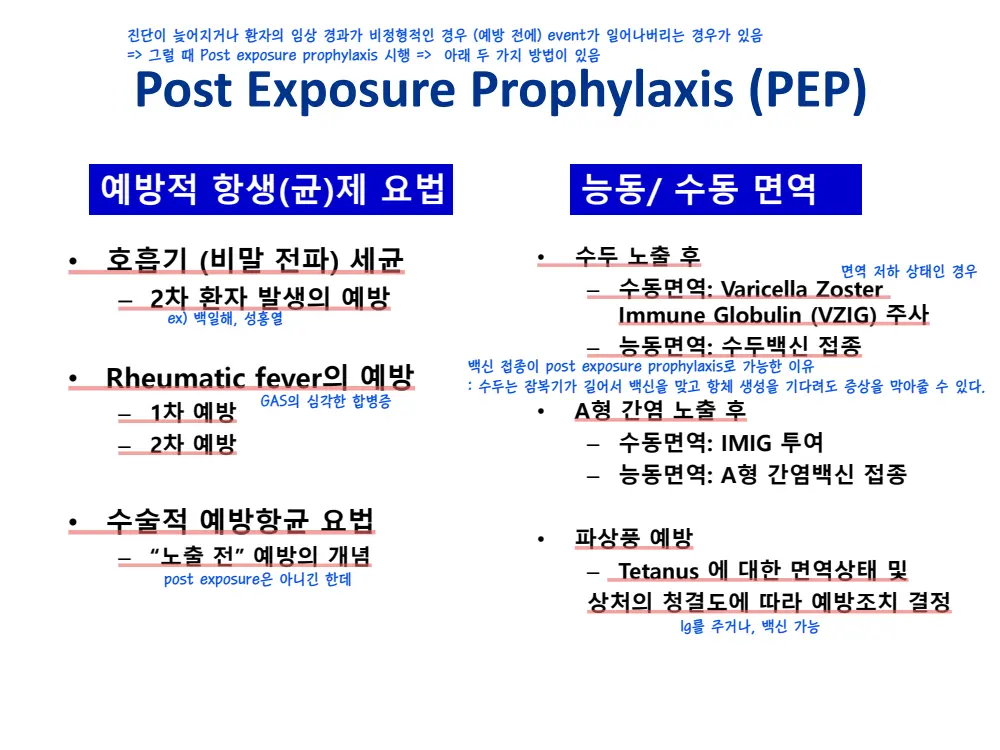 진단이 늦어지거나 환자의 임상 경과가 비정형적인 경우 (예방 전에) event가 일어나버리는 경우가 있음
=> 그럴 때 Post exposure prophylaxis 시행 => 아래 두 가지 방법이 있음
Post Exposure Prophylaxis (PEP)
예방적 항생(균)제 요법
• 호흡기 (비말 전파) 세균
– 2차 환자 발생의 예방
ex) 백일해, 성홍열
• Rheumatic fever의 예방
GAS의 심각한 합병증
– 1차 예방
– 2차 예방
• 수술적 예방항균 요법
– “노출 전” 예방의 개념
post exposure은 아니긴 한데
능동/ 수동 면역
• 수두 노출 후
면역 저하 상태인 경우
– 수동면역: Varicella Zoster
Immune Globulin (VZIG) 주사
– 능동면역: 수두백신 접종
백신 접종이 post exposure prophylaxis로 가능한 이유
: 수두는 잠복기가 길어서 백신을 맞고 항체 생성을 기다려도 증상을 막아줄 수 있다.
• A형 간염 노출 후
– 수동면역: IMIG 투여
– 능동면역: A형 간염백신 접종
• 파상풍 예방
– Tetanus 에 대한 면역상태 및
상처의 청결도에 따라 예방조치 결정
Ig를 주거나, 백신 가능